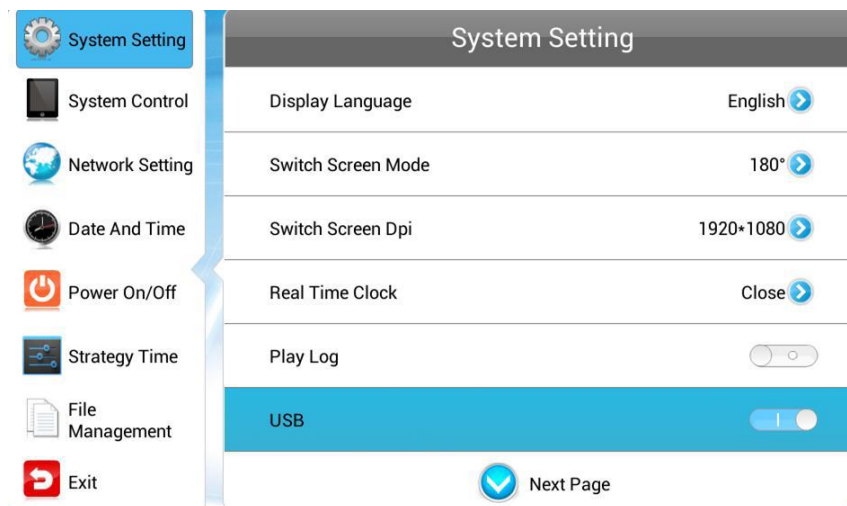 System Setting
System Control
Network Setting
Date And Time
Power On/Off
Strategy Time
File
Management
Exit
System Setting
Display Language English
Switch Screen Mode 180°
Switch Screen Dpi 1920*1080
Real Time Clock Close
Play Log
USB
Next Page